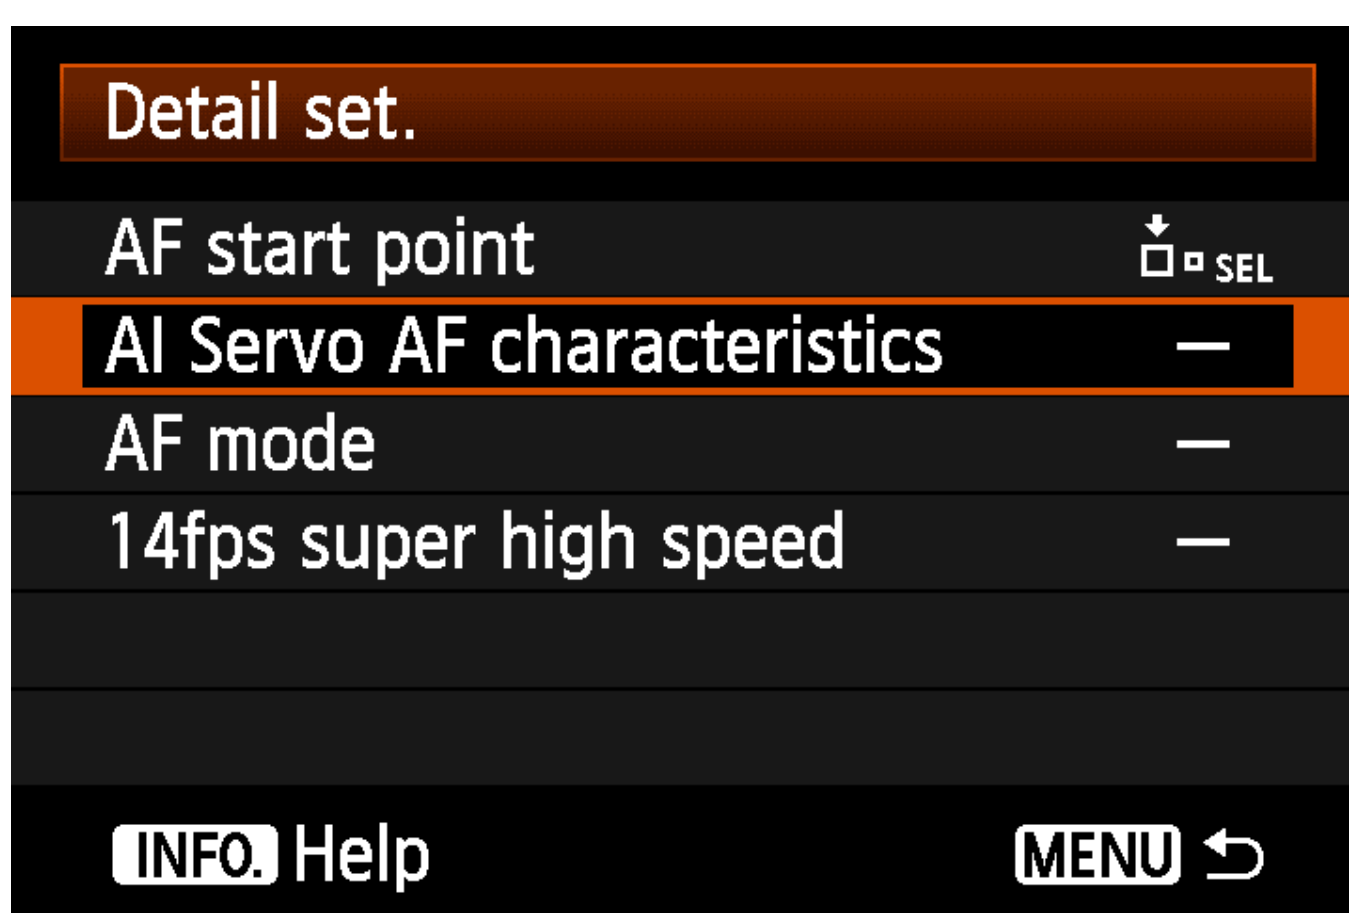 Detail set.
AF start point SEL
AI Servo AF characteristics —
AF mode —
14fps super high speed —
INFO. Help MENU